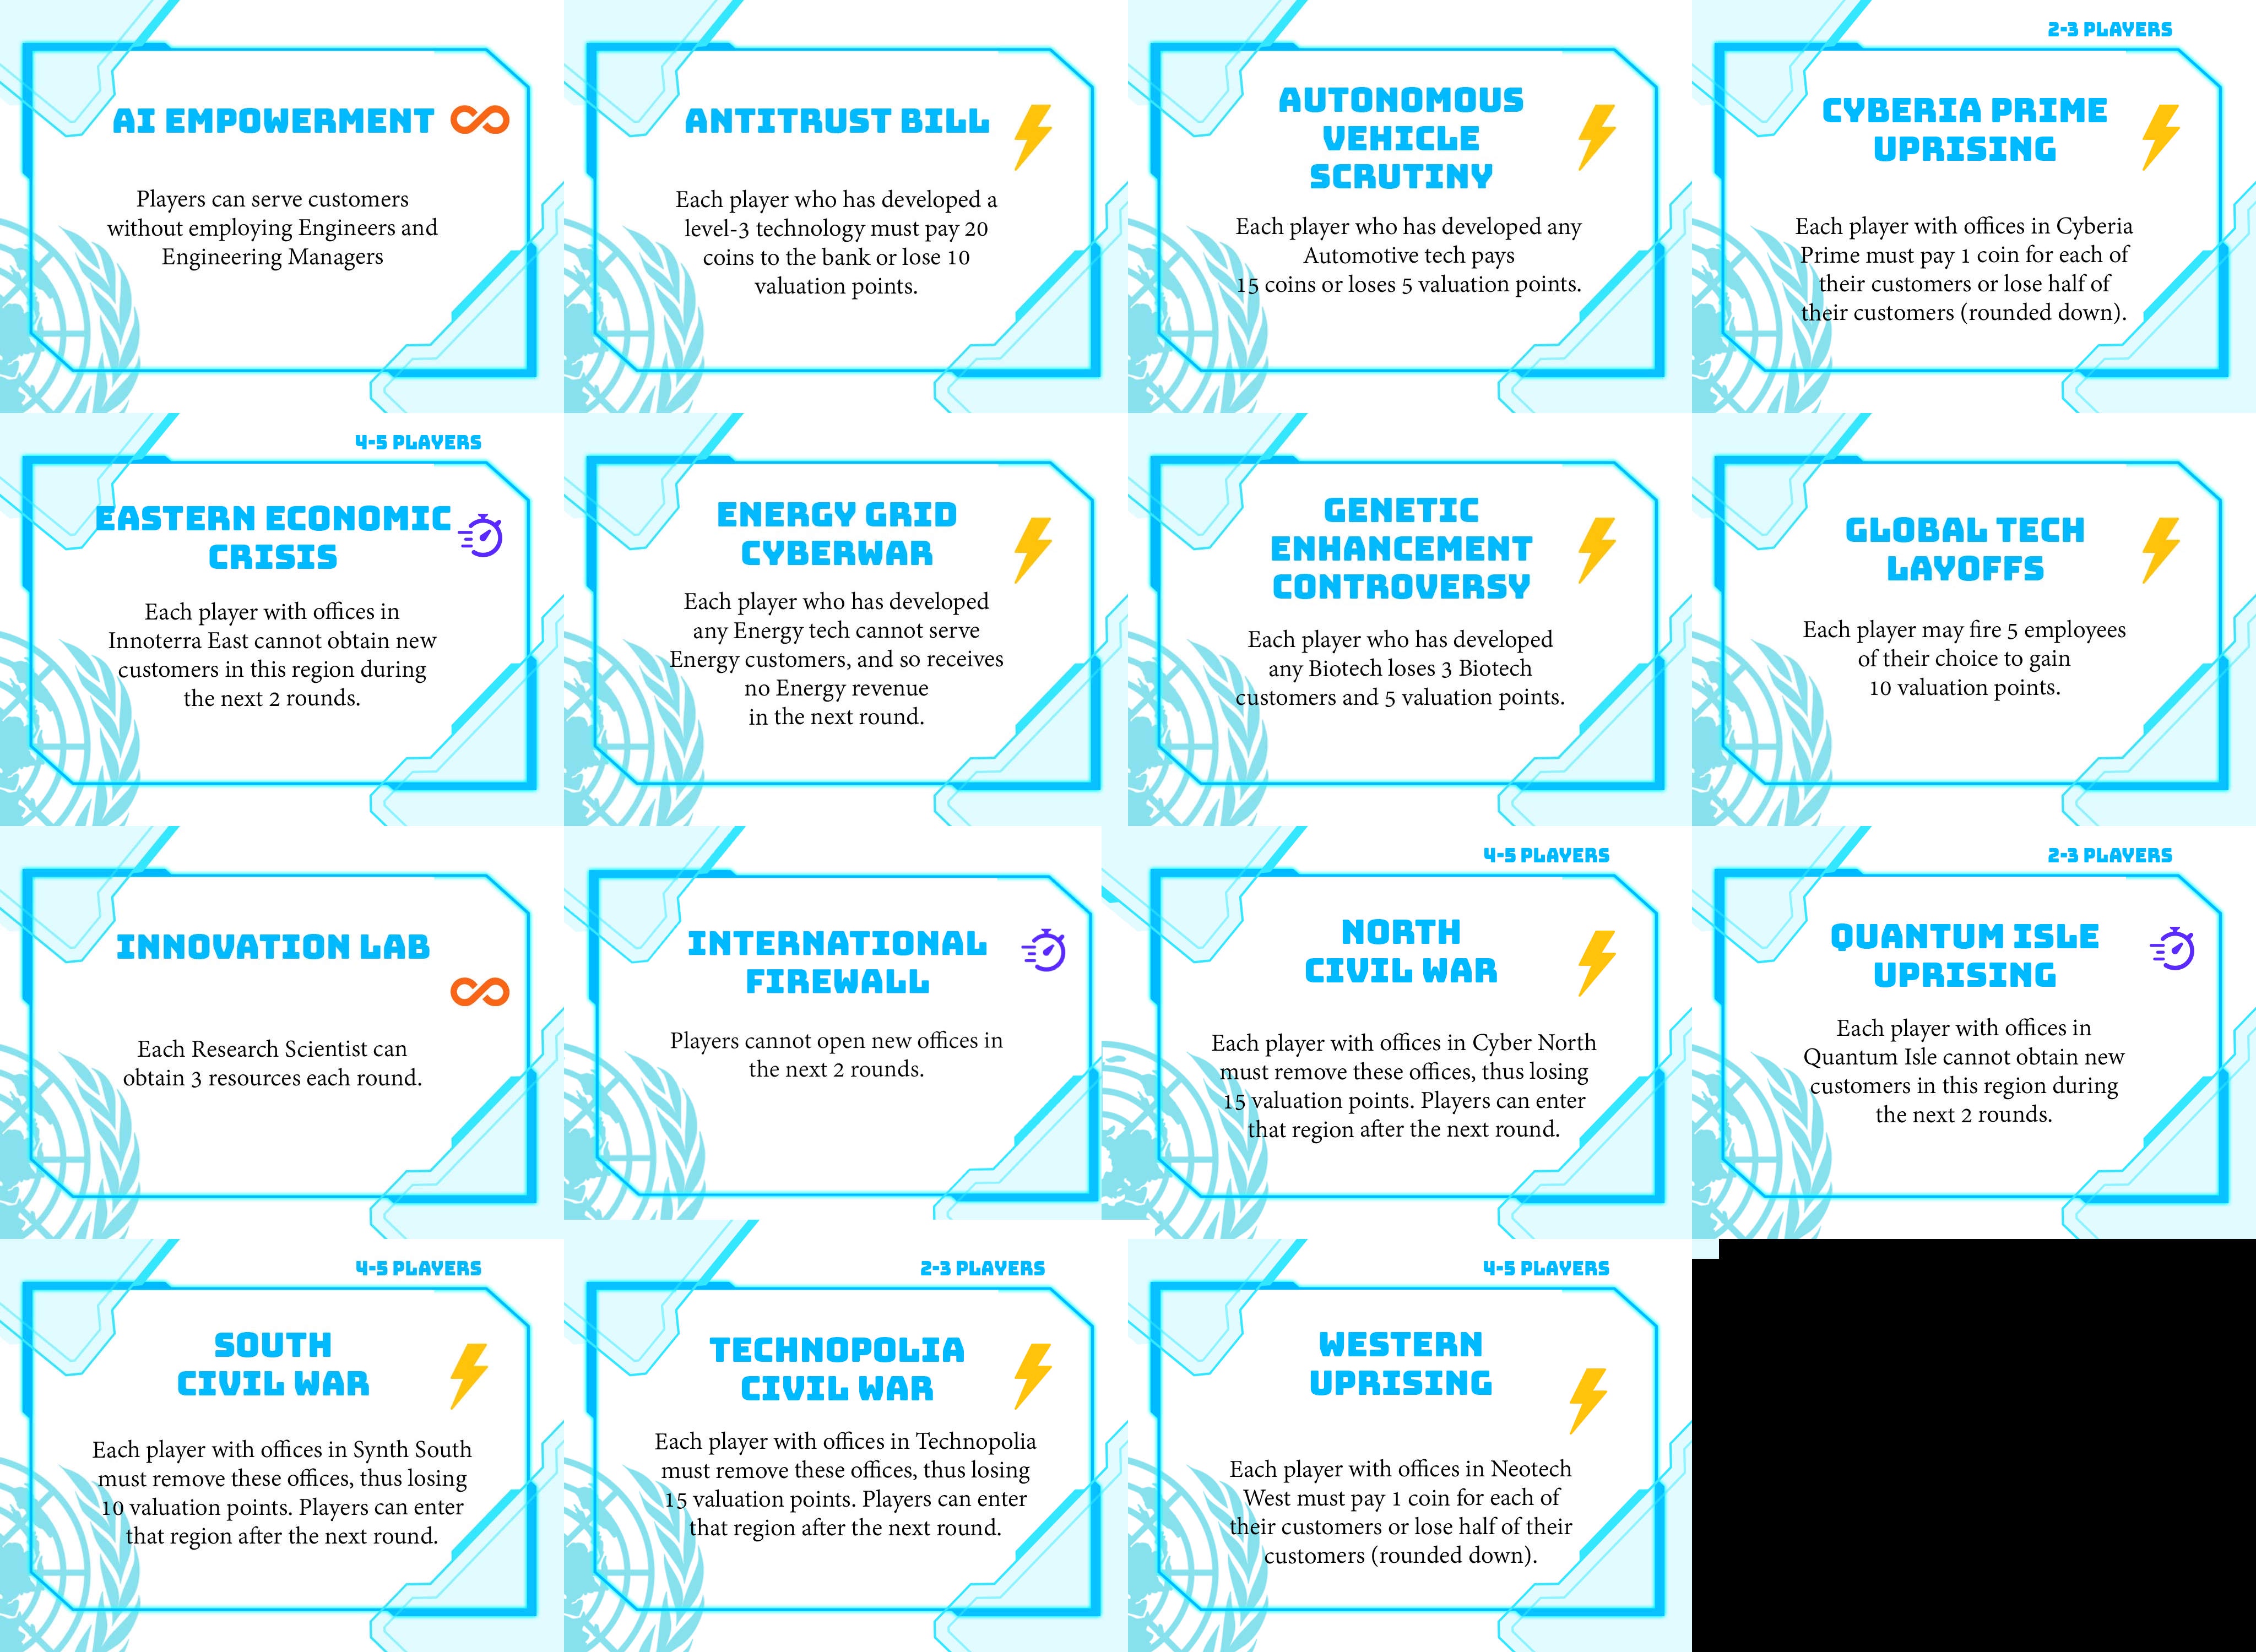 AI EMPOWERMENT
Players can serve customers
without employing Engineers and
Engineering Managers
ANTITRUST BILL
Each player who has developed a
level-3 technology must pay 20
coins to the bank or lose 10
valuation points.
AUTONOMOUS
VEHICLE
SCRUTINY
Each player who has developed any
Automotive tech pays
15 coins or loses 5 valuation points.
2-3 PLAYERS
CYBERIA PRIME
UPRISING
Each player with offices in Cyberia
Prime must pay 1 coin for each of
their customers or lose half of
their customers (rounded down).
4-5 PLAYERS
EASTERN ECONOMIC
CRISIS
Each player with offices in
Innoterra East cannot obtain new
customers in this region during
the next 2 rounds.
ENERGY GRID
CYBERWAR
Each player who has developed
any Energy tech cannot serve
Energy customers, and so receives
no Energy revenue
in the next round.
GENETIC
ENHANCEMENT
CONTROVERSY
Each player who has developed
any Biotech loses 3 Biotech
customers and 5 valuation points.
GLOBAL TECH
LAYOFFS
Each player may fire 5 employees
of their choice to gain
10 valuation points.
INNOVATION LAB
Each Research Scientist can
obtain 3 resources each round.
INTERNATIONAL
FIREWALL
Players cannot open new offices in
the next 2 rounds.
4-5 PLAYERS
NORTH
CIVIL WAR
Each player with offices in Cyber North
must remove these offices, thus losing
15 valuation points. Players can enter
that region after the next round.
2-3 PLAYERS
QUANTUM ISLE
UPRISING
Each player with offices in
Quantum Isle cannot obtain new
customers in this region during
the next 2 rounds.
4-5 PLAYERS
SOUTH
CIVIL WAR
Each player with offices in Synth South
must remove these offices, thus losing
10 valuation points. Players can enter
that region after the next round.
2-3 PLAYERS
TECHNOPOLIA
CIVIL WAR
Each player with offices in Technopolia
must remove these offices, thus losing
15 valuation points. Players can enter
that region after the next round.
4-5 PLAYERS
WESTERN
UPRISING
Each player with offices in Neotech
West must pay 1 coin for each of
their customers or lose half of their
customers (rounded down).